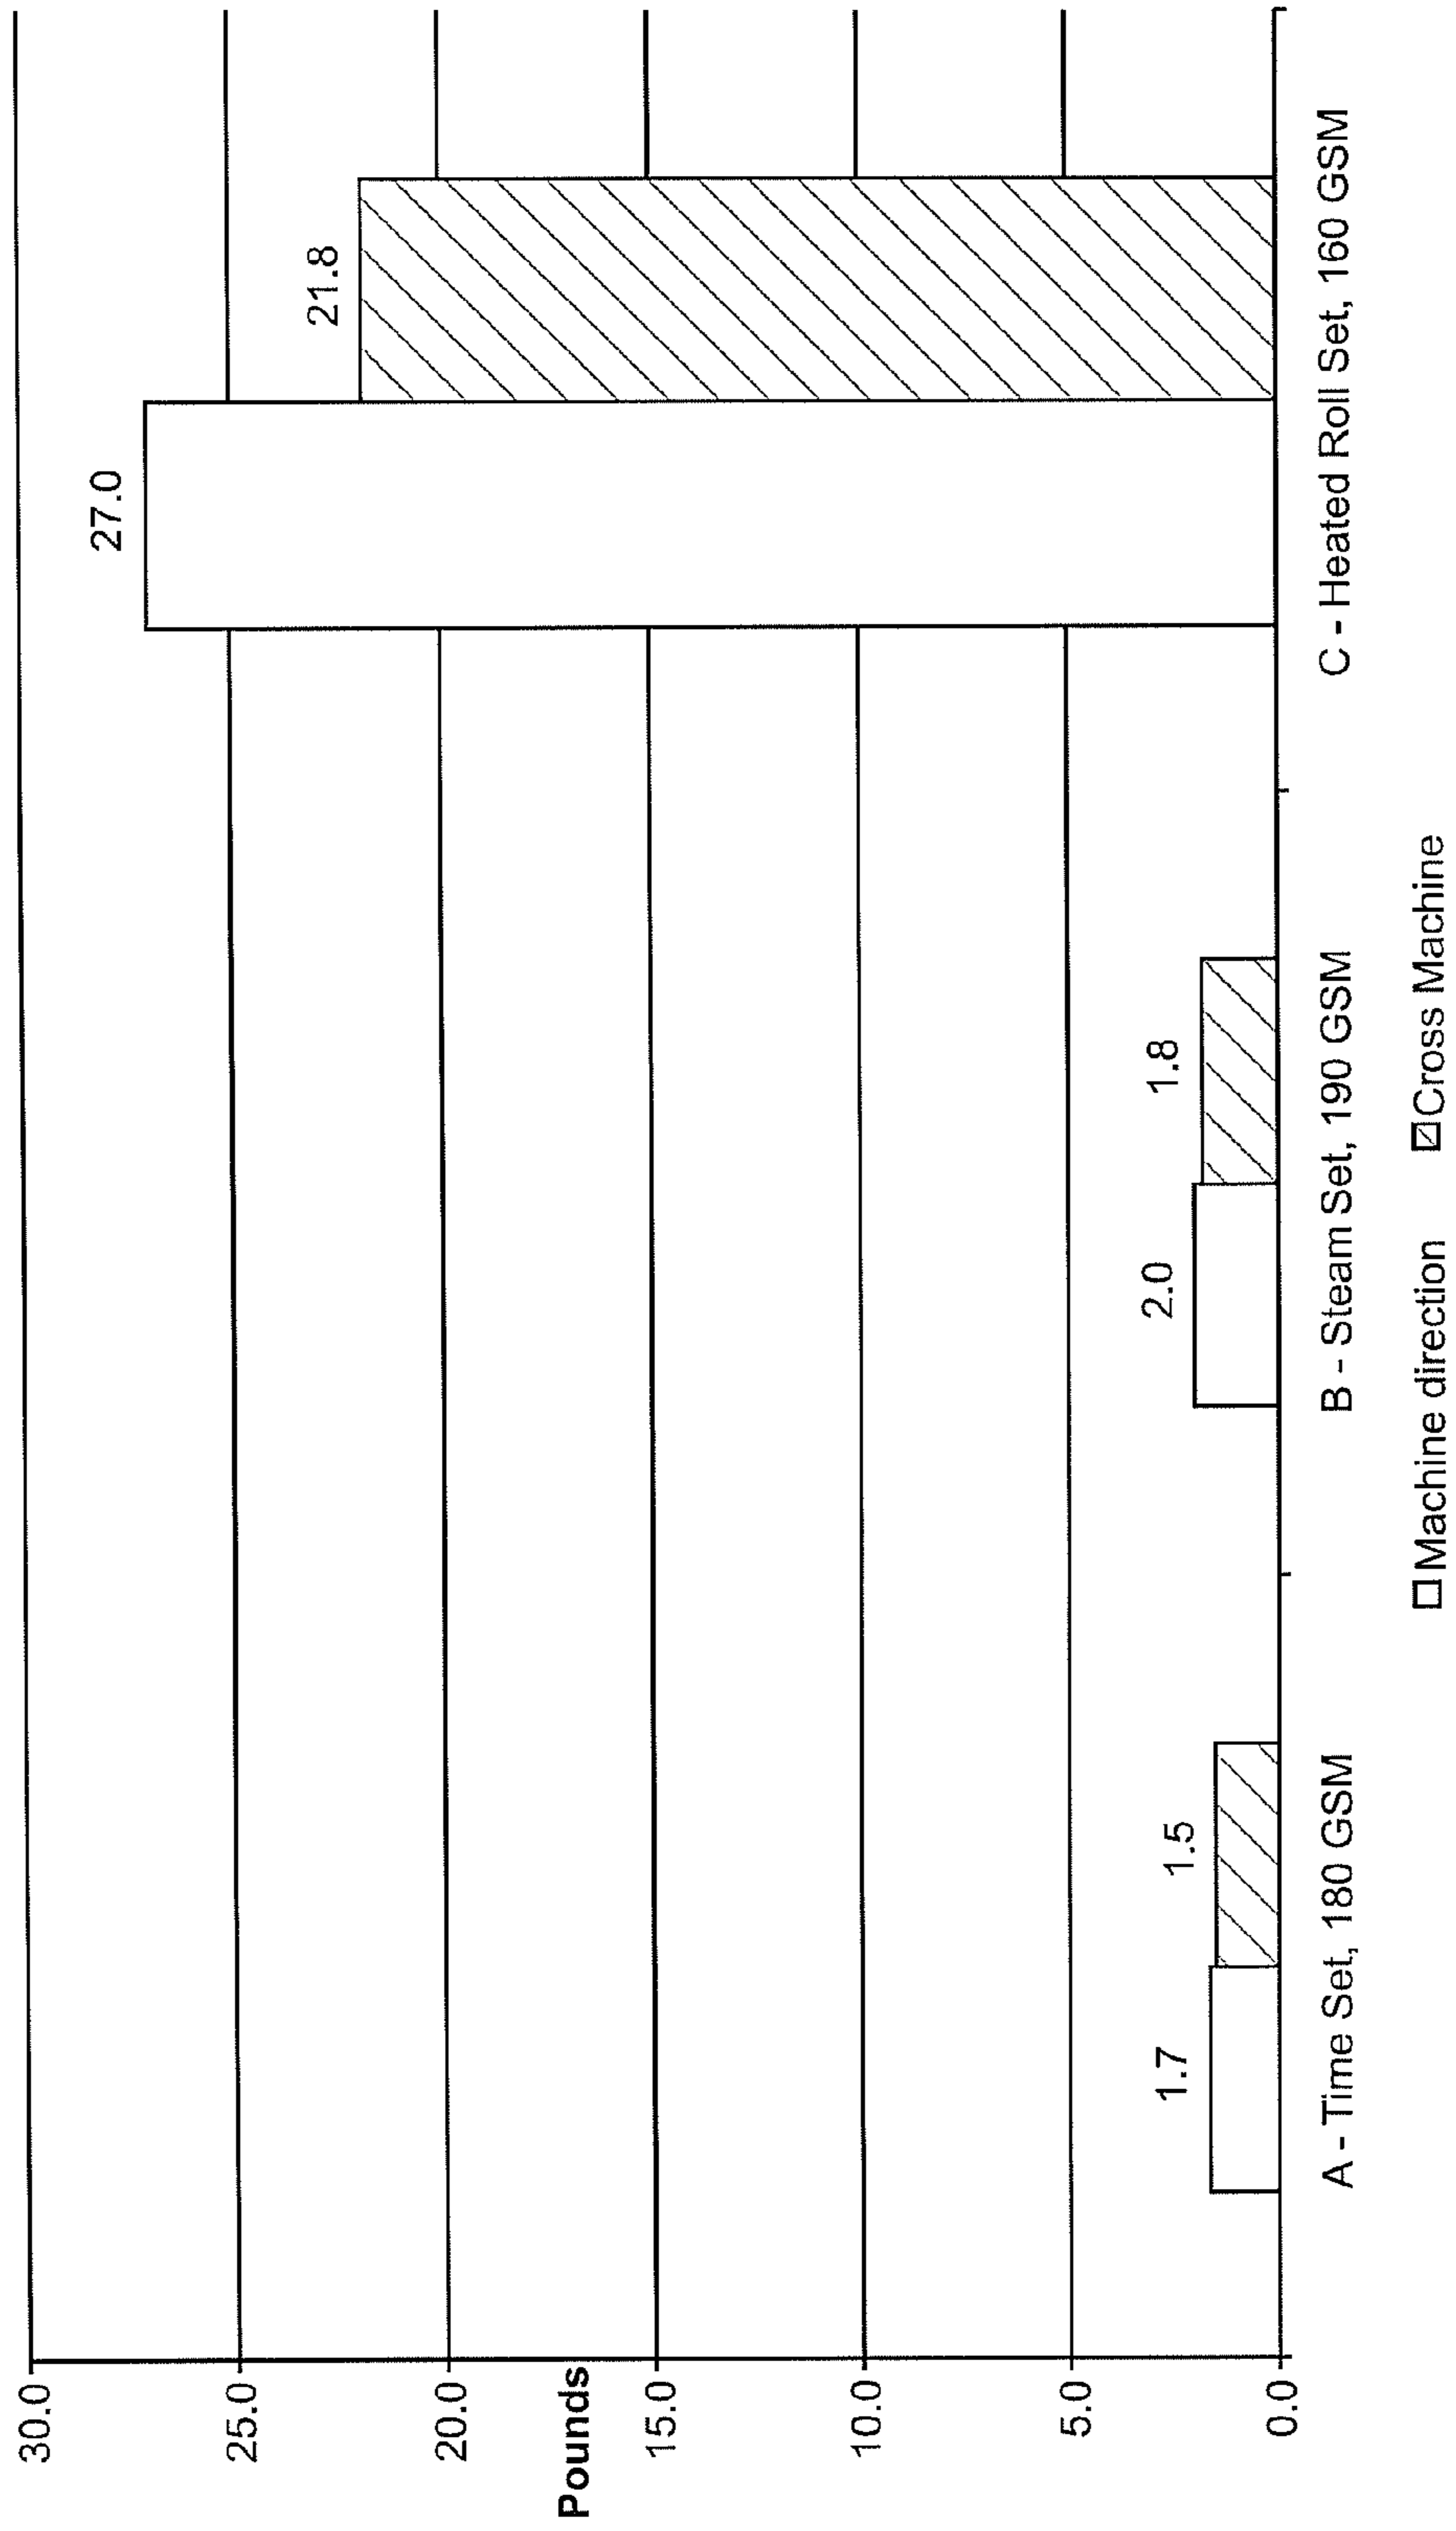 30.0
25.0
20.0
15.0
10.0
5.0
0.0
Pounds
1.7
1.5
2.0
1.8
27.0
21.8
A - Time Set, 180 GSM
B - Steam Set, 190 GSM
C - Heated Roll Set, 160 GSM
Machine direction
Cross Machine